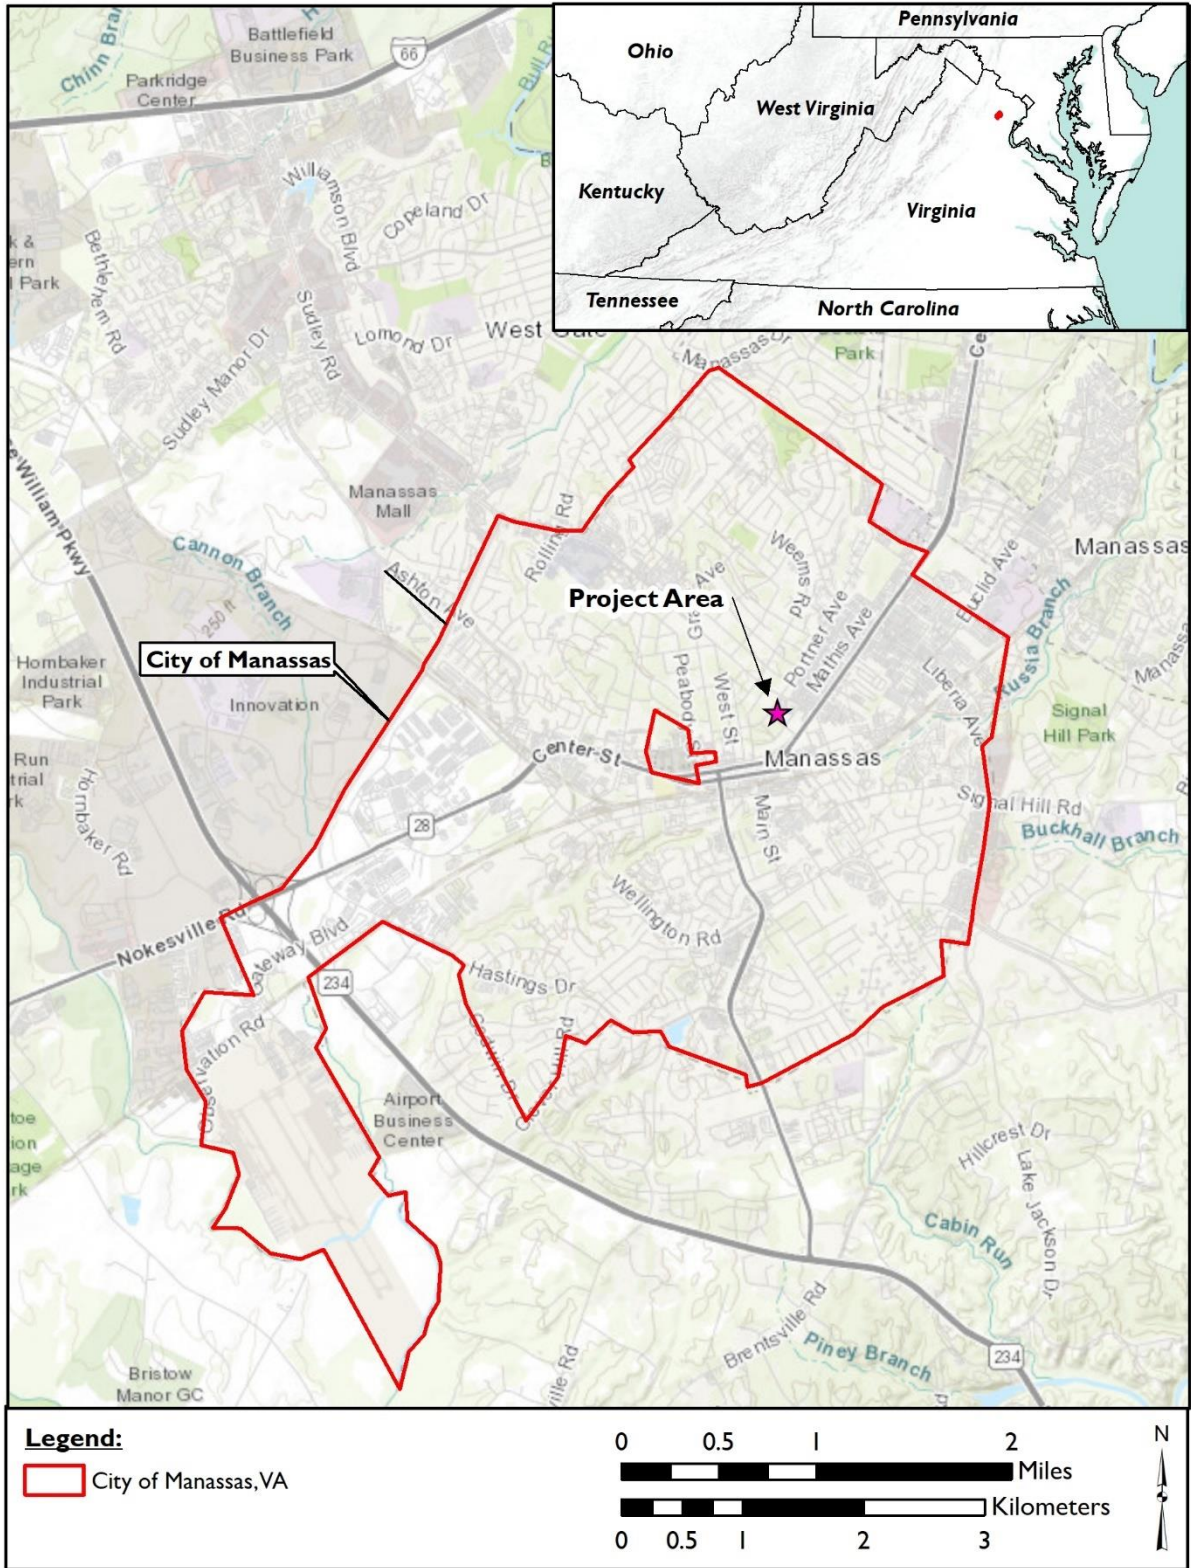 Pennsylvania
Ohio
West Virginia
Kentucky
Virginia
Tennessee
North Carolina
Battlefield
Business Park
66
Parkridge
Center
Williamson Blvd
Copeland Dr
Bethlehem Rd
Sudley Rd
Lomond Dr
Sudley Manor Dr
Manassas Dr
Park
Manassas
Mall
Rolling Rd
Cannon Branch
Ashton Ave
250 ft
Weems Rd
Portner Ave
Mathis Ave
Euclid Ave
Manassas
Project Area
City of Manassas
Hornbaker
Industrial
Park
Innovation
Peabody St
West St
Liberia Ave
Russia Branch
Signal
Hill Park
Center St
Manassas
Hornbaker Rd
28
Main St
Signal Hill Rd
Buckhall Branch
Wellington Rd
Nokesville Rd
Gateway Blvd
234
Hastings Dr
Godwin Dr
Clover Hill Rd
Observation Rd
Airport
Business
Center
Hillcrest Dr
Lake Jackson Dr
Cabin Run
Brentsville Rd
Piney Branch
234
Bristow
Manor GC
Legend:
City of Manassas, VA
0 0.5 1 2
Miles
Kilometers
0 0.5 1 2 3
N